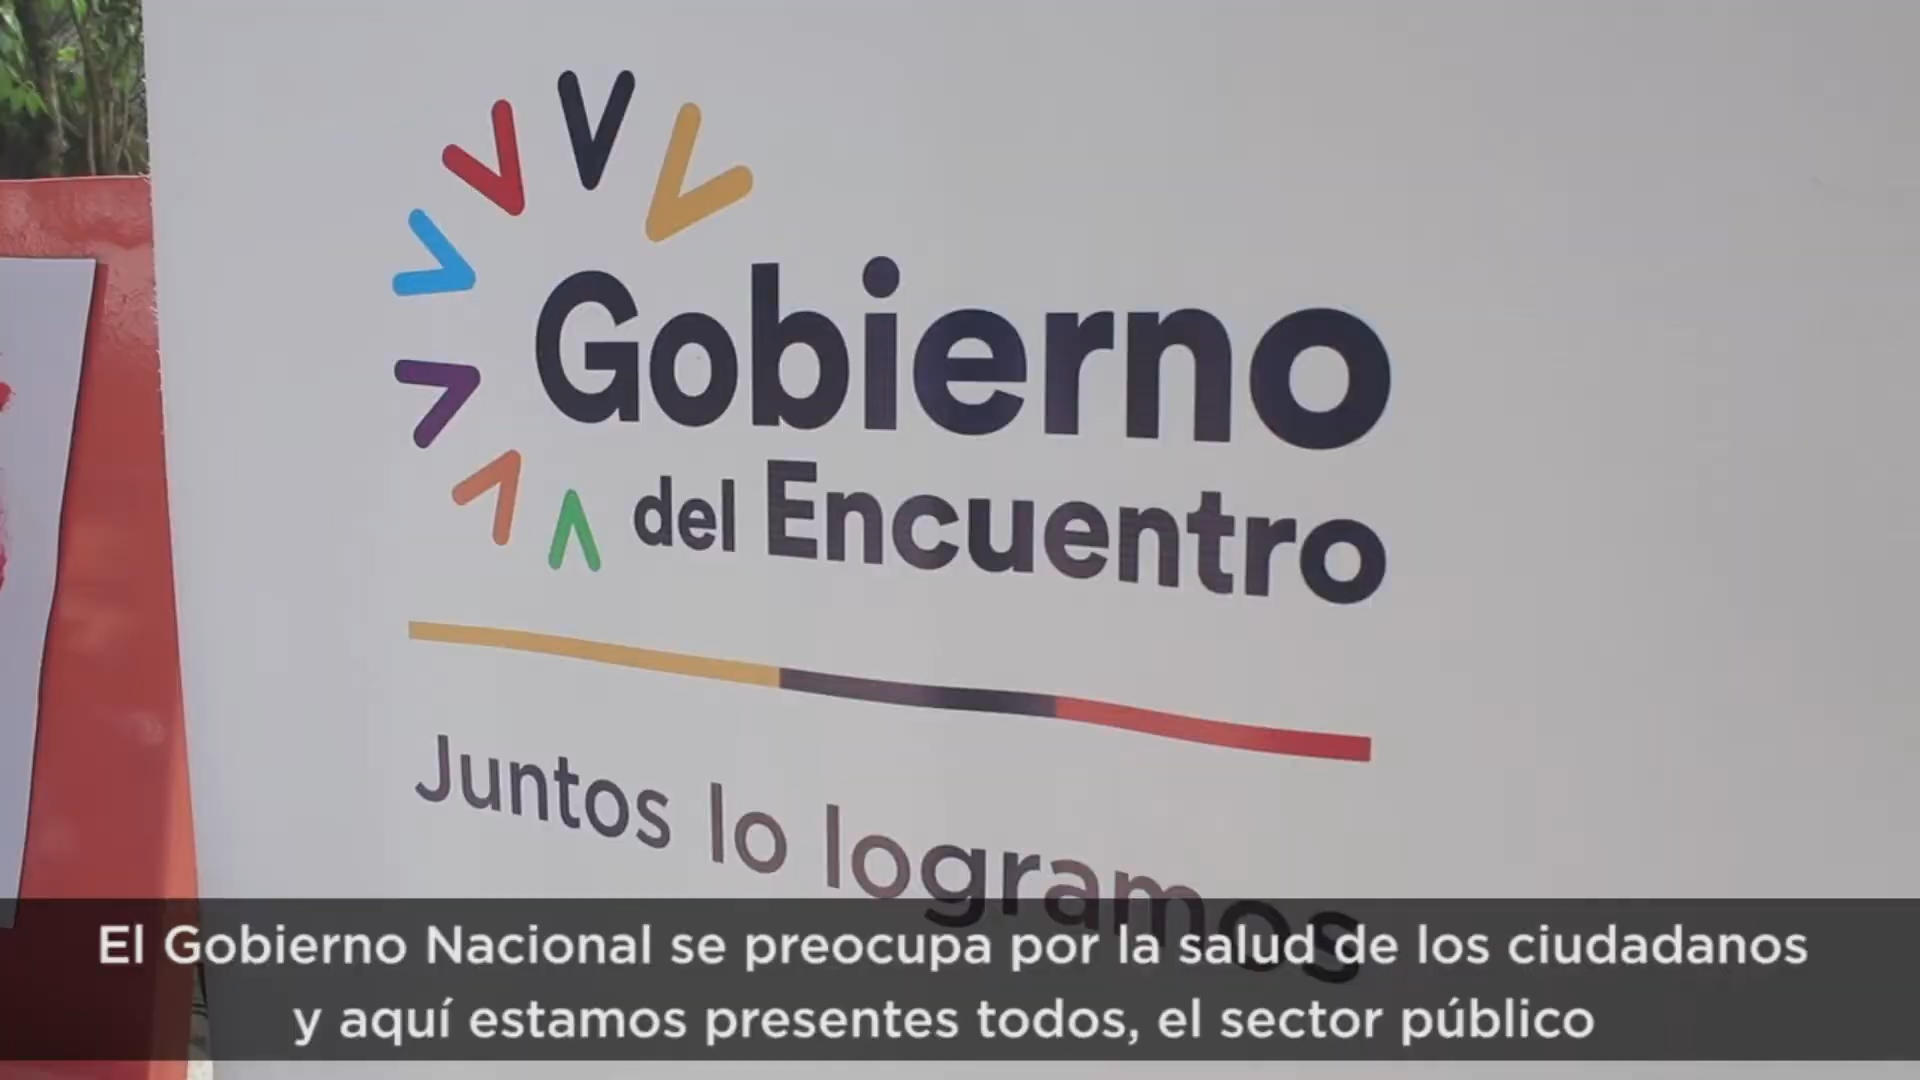 Gobierno
del Encuentro
Juntos lo logramos
El Gobierno Nacional se preocupa por la salud de los ciudadanos
y aquí estamos presentes todos, el sector público